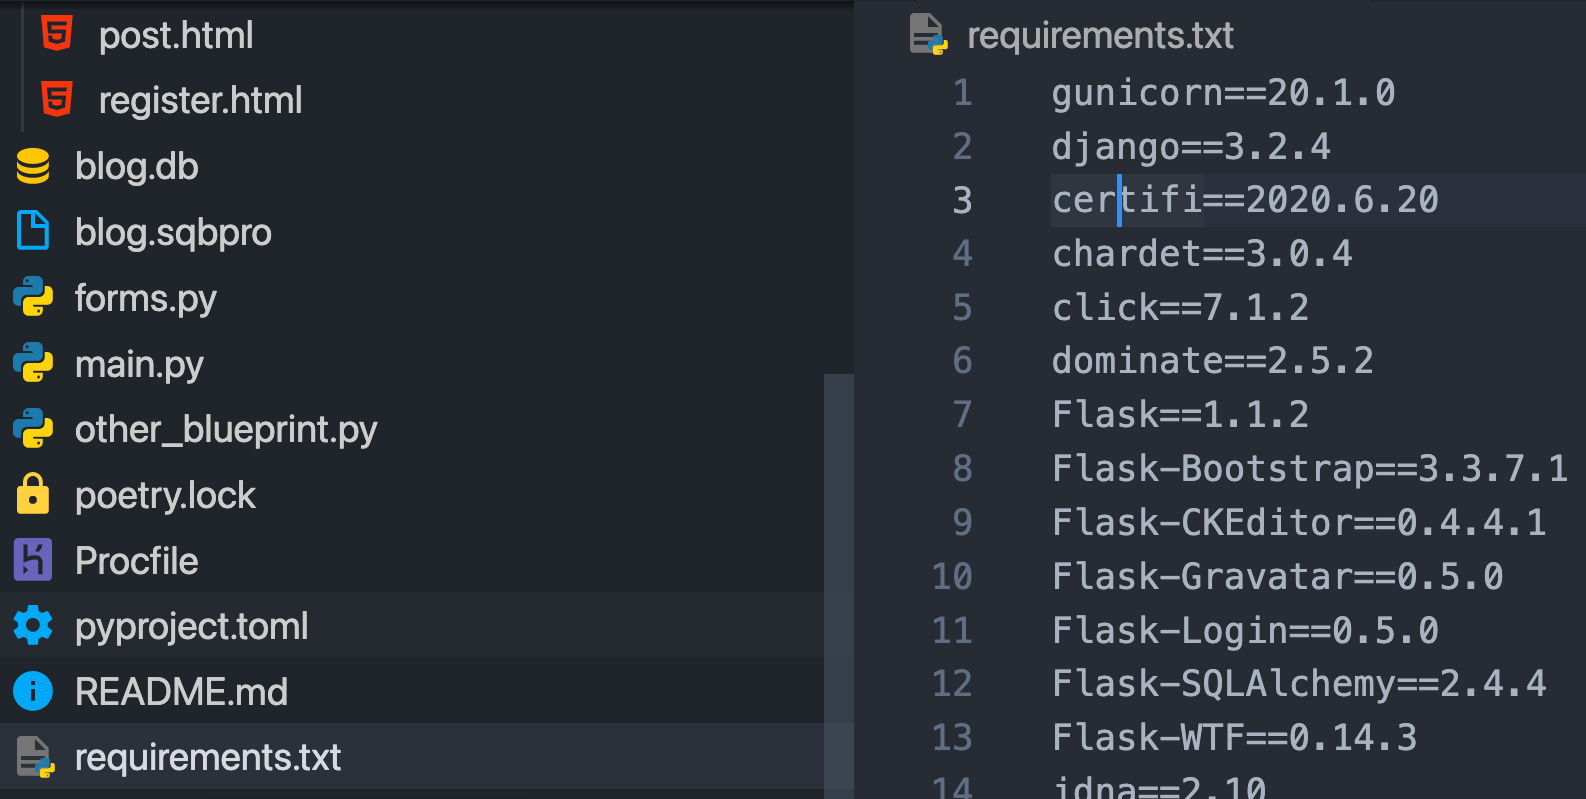 post.html
register.html
blog.db
blog.sqbpro
forms.py
main.py
other_blueprint.py
poetry.lock
Procfile
pyproject.toml
README.md
requirements.txt
requirements.txt
1 gunicorn==20.1.0
2 django==3.2.4
3 certifi==2020.6.20
4 chardet==3.0.4
5 click==7.1.2
6 dominate==2.5.2
7 Flask==1.1.2
8 Flask-Bootstrap==3.3.7.1
9 Flask-CKEditor==0.4.4.1
10 Flask-Gravatar==0.5.0
11 Flask-Login==0.5.0
12 Flask-SQLAlchemy==2.4.4
13 Flask-WTF==0.14.3
14 idna==2.10